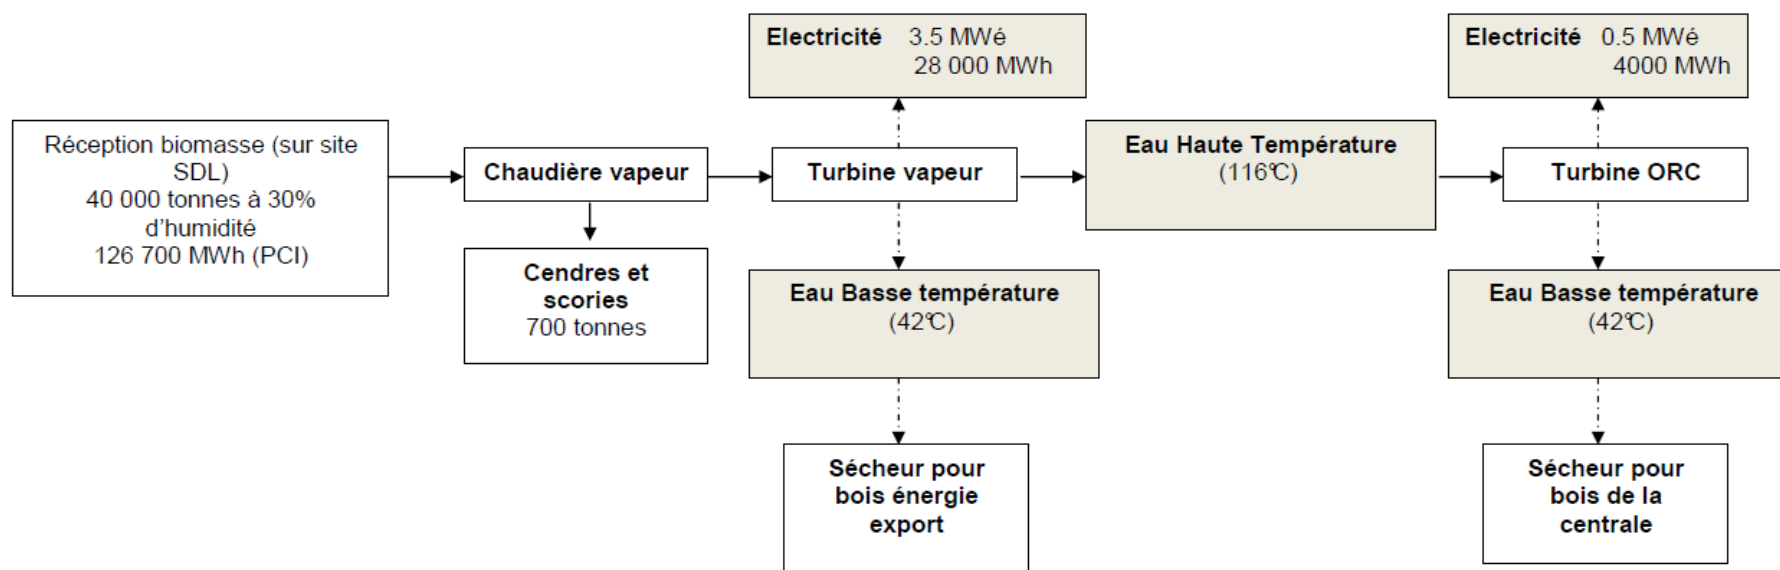 Electricité 3.5 MWé
28 000 MWh
Electricité 0.5 MWé
4000 MWh
Réception biomasse (sur site
SDL)
40 000 tonnes à 30%
d'humidité
126 700 MWh (PCI)
Chaudière vapeur
Turbine vapeur
Eau Haute Température
(116°C)
Turbine ORC
Cendres et
scories
700 tonnes
Eau Basse température
(42°C)
Eau Basse température
(42°C)
Sécheur pour
bois énergie
export
Sécheur pour
bois de la
centrale